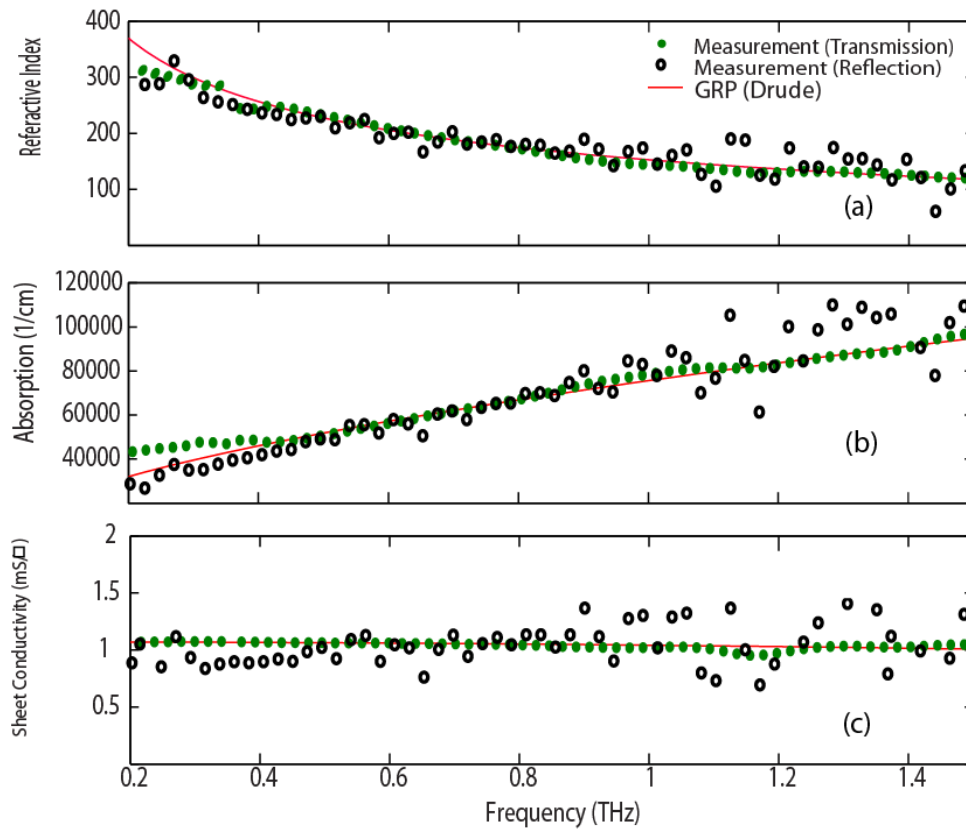 400
300
200
100
Referactive Index
Measurement (Transmission)
Measurement (Reflection)
GRP (Drude)
(a)
120000
100000
80000
60000
40000
Absorption (1/cm)
(b)
2
1.5
1
0.5
Sheet Conductivity (mS/□)
(c)
0.2 0.4 0.6 0.8 1 1.2 1.4
Frequency (THz)